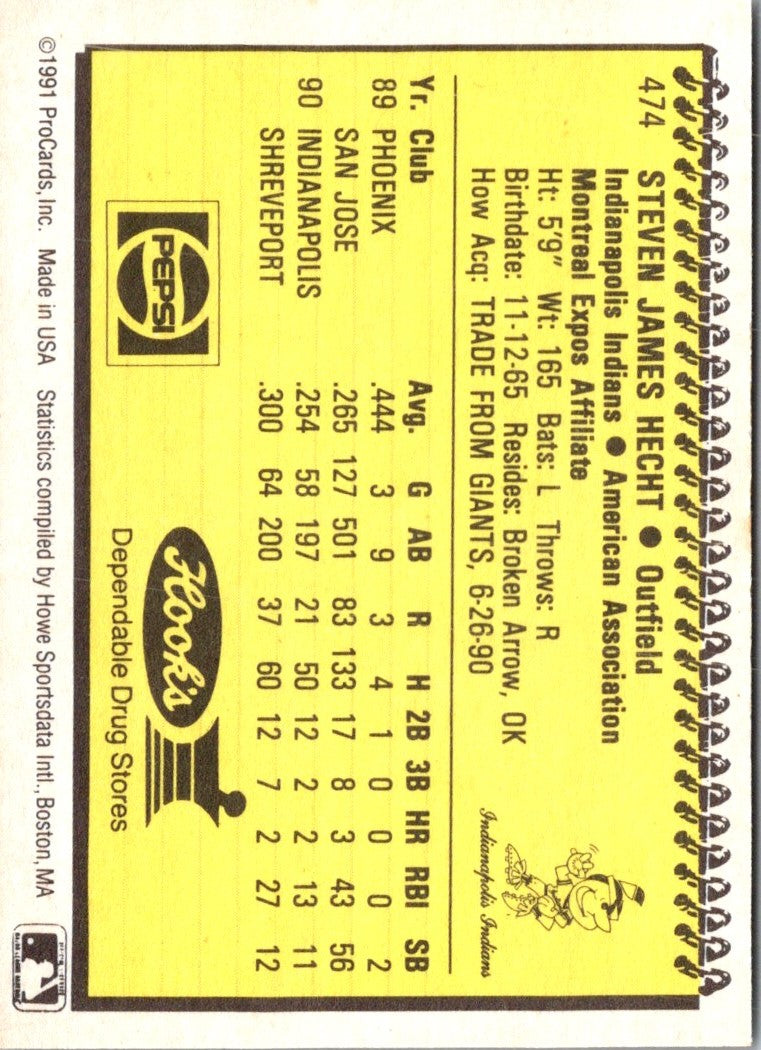 474 STEVEN JAMES HECHT ● Outfield
Indianapolis Indians ● American Association
Montreal Expos Affiliate
Ht: 5'9" Wt: 165 Bats: L Throws: R
Birthdate: 11-12-65 Resides: Broken Arrow, OK
How Acq: TRADE FROM GIANTS, 6-26-90
Indianapolis Indians
Yr. Club Avg. G AB R H 2B 3B HR RBI SB
89 PHOENIX .444 3 9 3 4 1 0 0 0 2
SAN JOSE .265 127 501 83 133 17 8 3 43 56
90 INDIANAPOLIS .254 58 197 21 50 12 2 2 13 11
SHREVEPORT .300 64 200 37 60 12 7 2 27 12
PEPSI
Hook's
Dependable Drug Stores
©1991 ProCards, Inc. Made in USA Statistics compiled by Howe Sportsdata Intl., Boston, MA